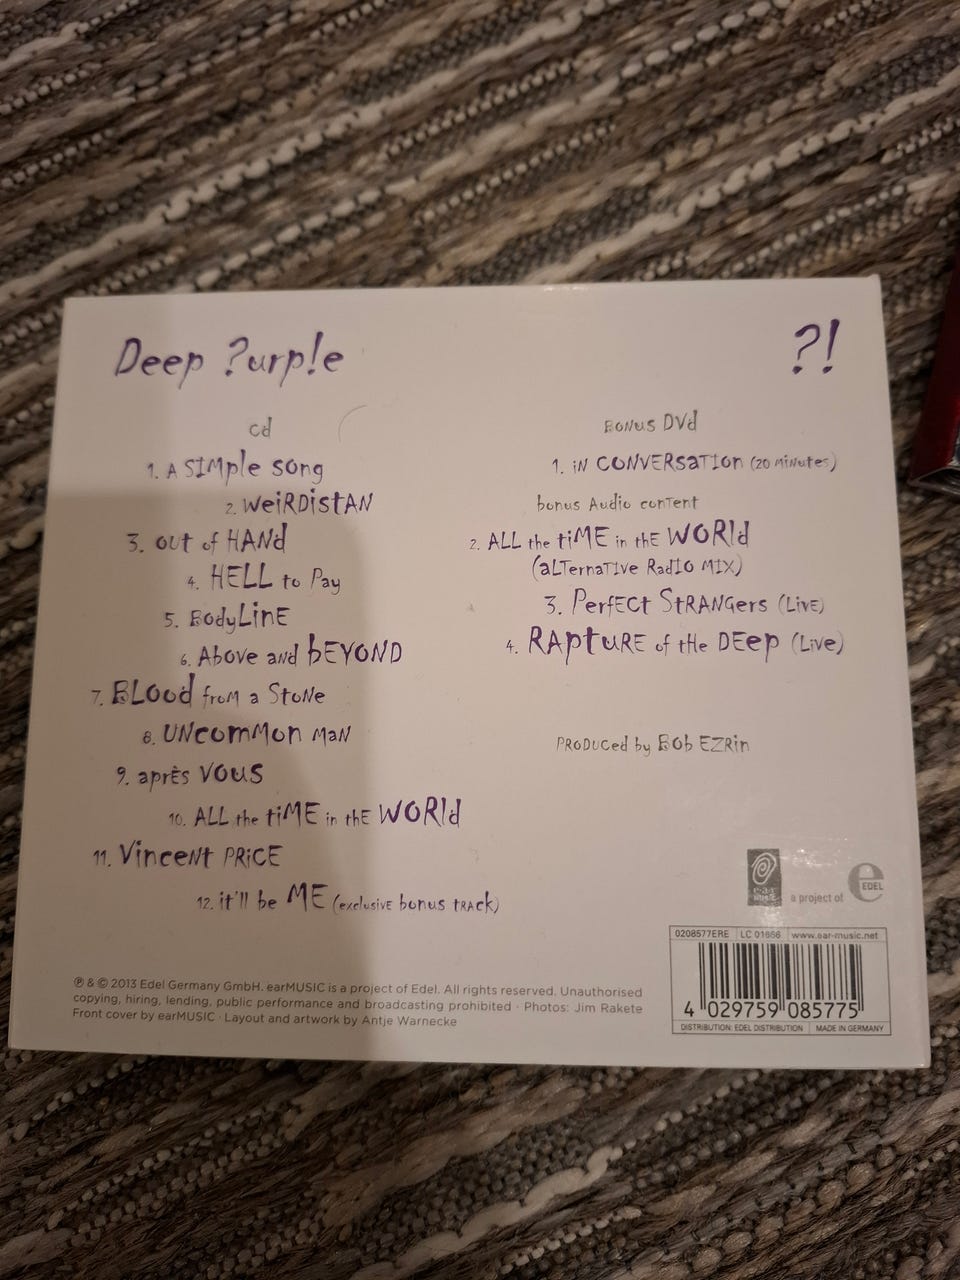 Deep ?urp!e
?!
cd
1. A SIMple song
2. WeiRDistAN
3. out of HANd
4. HELL to Pay
5. BodyLinE
6. Above and bEYOND
7. BLood from a StoNe
8. UNcomMon MaN
9. après VOUS
10. ALL the tiME in thE WORld
11. VinceNt PRiCE
12. it'll be ME (exclusivE bonus tRAck)
BoNus DVd
1. iN CONVERSaTION (20 MiNutes)
bonus Audio conTENT
2. ALL the tiME in thE WORld
(aLTernaTIve RadIO MIX)
3. PerfECt StRANGers (LivE)
4. RAptuRE of tHe DEEp (Live)
PRODUCed by Bob EZRin
ear
MUSIC
a project of
e
EDEL
0208577ERE LC 01666 www.ear-music.net
4 029759 085775
DISTRIBUTION: EDEL DISTRIBUTION MADE IN GERMANY
℗ & © 2013 Edel Germany GmbH. earMUSIC is a project of Edel. All rights reserved. Unauthorised
copying, hiring, lending, public performance and broadcasting prohibited · Photos: Jim Rakete
Front cover by earMUSIC · Layout and artwork by Antje Warnecke